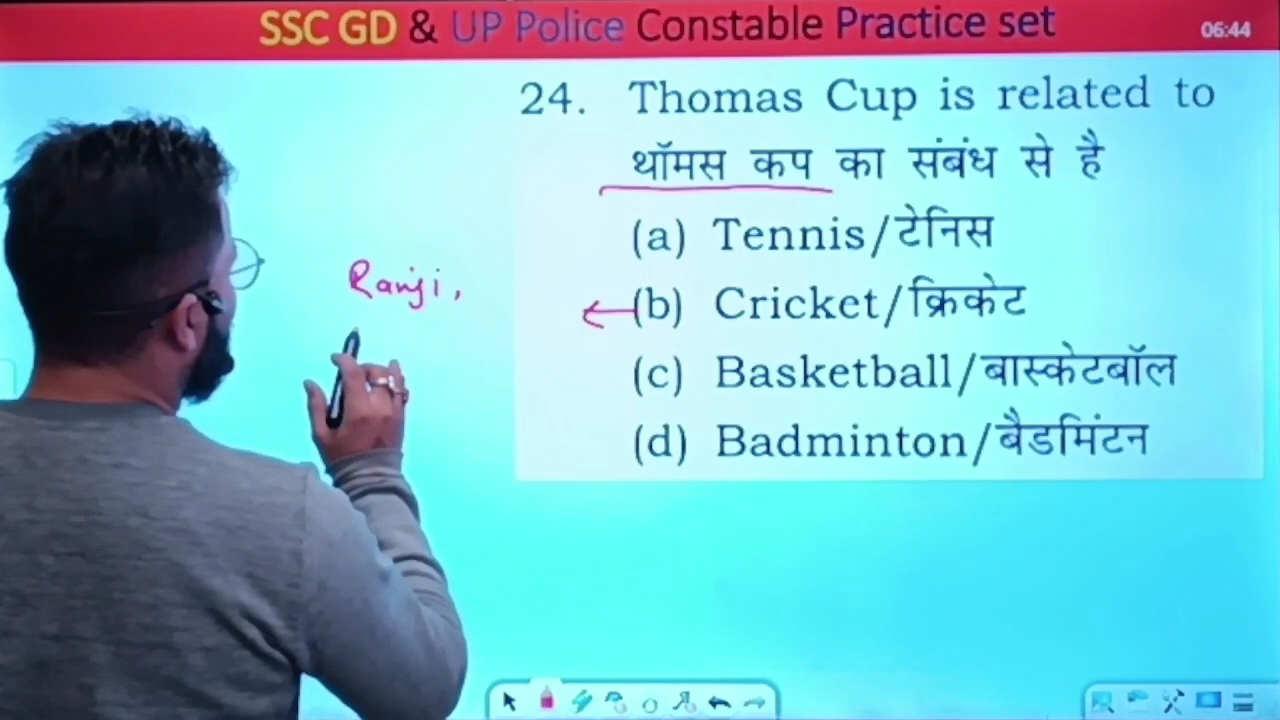 SSC GD & UP Police Constable Practice set
06:44
24. Thomas Cup is related to
थॉमस कप का संबंध से है
(a) Tennis/टेनिस
(b) Cricket/क्रिकेट
(c) Basketball/बास्केटबॉल
(d) Badminton/बैडमिंटन
Ranji,